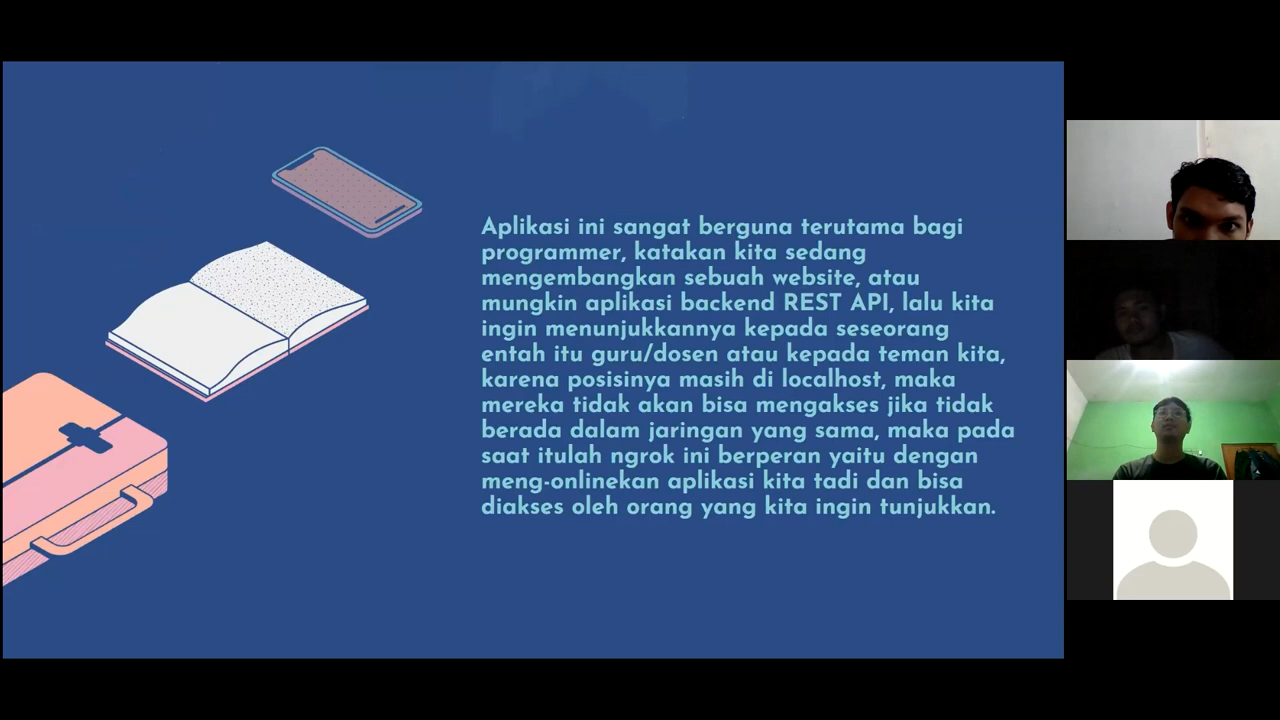 Aplikasi ini sangat berguna terutama bagi
programmer, katakan kita sedang
mengembangkan sebuah website, atau
mungkin aplikasi backend REST API, lalu kita
ingin menunjukkannya kepada seseorang
entah itu guru/dosen atau kepada teman kita,
karena posisinya masih di localhost, maka
mereka tidak akan bisa mengakses jika tidak
berada dalam jaringan yang sama, maka pada
saat itulah ngrok ini berperan yaitu dengan
meng-onlinekan aplikasi kita tadi dan bisa
diakses oleh orang yang kita ingin tunjukkan.